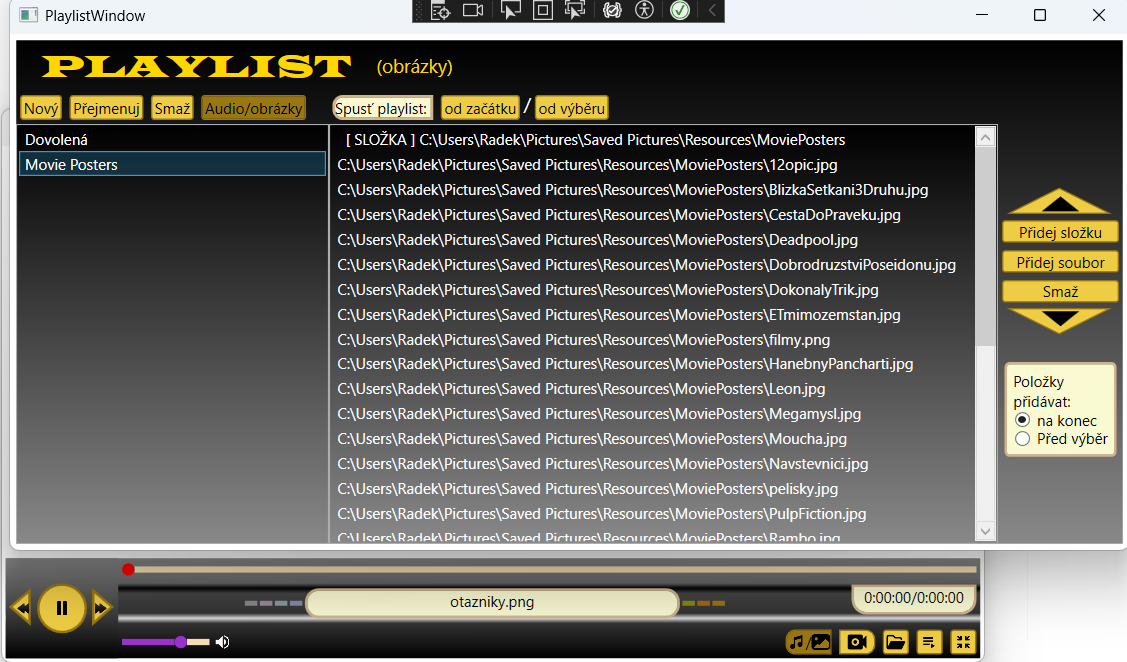 PlaylistWindow
PLAYLIST (obrázky)
Nový Přejmenuj Smaž Audio/obrázky Spusť playlist: od začátku / od výběru
Dovolená
Movie Posters
[ SLOŽKA ] C:\Users\Radek\Pictures\Saved Pictures\Resources\MoviePosters
C:\Users\Radek\Pictures\Saved Pictures\Resources\MoviePosters\12opic.jpg
C:\Users\Radek\Pictures\Saved Pictures\Resources\MoviePosters\BlizkaSetkani3Druhu.jpg
C:\Users\Radek\Pictures\Saved Pictures\Resources\MoviePosters\CestaDoPraveku.jpg
C:\Users\Radek\Pictures\Saved Pictures\Resources\MoviePosters\Deadpool.jpg
C:\Users\Radek\Pictures\Saved Pictures\Resources\MoviePosters\DobrodruzstviPoseidonu.jpg
C:\Users\Radek\Pictures\Saved Pictures\Resources\MoviePosters\DokonalyTrik.jpg
C:\Users\Radek\Pictures\Saved Pictures\Resources\MoviePosters\ETmimozemstan.jpg
C:\Users\Radek\Pictures\Saved Pictures\Resources\MoviePosters\filmy.png
C:\Users\Radek\Pictures\Saved Pictures\Resources\MoviePosters\HanebnyPancharti.jpg
C:\Users\Radek\Pictures\Saved Pictures\Resources\MoviePosters\Leon.jpg
C:\Users\Radek\Pictures\Saved Pictures\Resources\MoviePosters\Megamysl.jpg
C:\Users\Radek\Pictures\Saved Pictures\Resources\MoviePosters\Moucha.jpg
C:\Users\Radek\Pictures\Saved Pictures\Resources\MoviePosters\Navstevnici.jpg
C:\Users\Radek\Pictures\Saved Pictures\Resources\MoviePosters\pelisky.jpg
C:\Users\Radek\Pictures\Saved Pictures\Resources\MoviePosters\PulpFiction.jpg
C:\Users\Radek\Pictures\Saved Pictures\Resources\MoviePosters\Rambo.jpg
Přidej složku
Přidej soubor
Smaž
Položky
přidávat:
na konec
Před výběr
otazniky.png
0:00:00/0:00:00